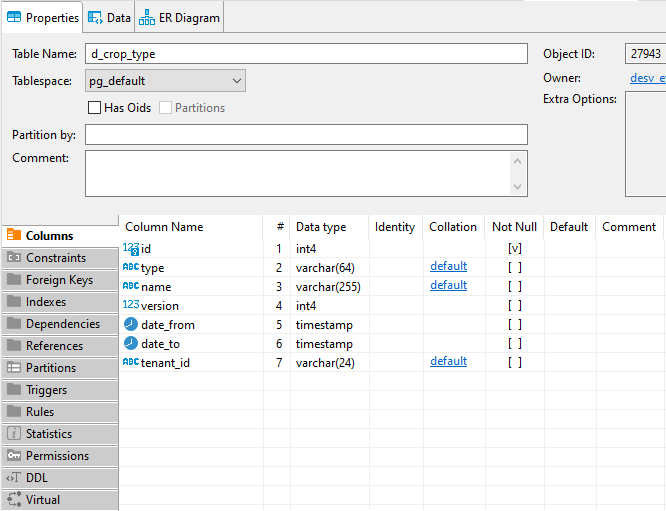 Properties Data ER Diagram
Table Name: d_crop_type Object ID: 27943
Tablespace: pg_default Owner:
Has Oids Partitions Extra Options:
Partition by:
Comment:
Column Name # Data type Identity Collation Not Null Default Comment
Columns
Constraints
Foreign Keys
Indexes
Dependencies
References
Partitions
Triggers
Rules
Statistics
Permissions
DDL
Virtual
123 id 1 int4 [v]
ABC type 2 varchar(64) default [ ]
ABC name 3 varchar(255) default [ ]
123 version 4 int4 [ ]
date_from 5 timestamp [ ]
date_to 6 timestamp [ ]
ABC tenant_id 7 varchar(24) default [ ]